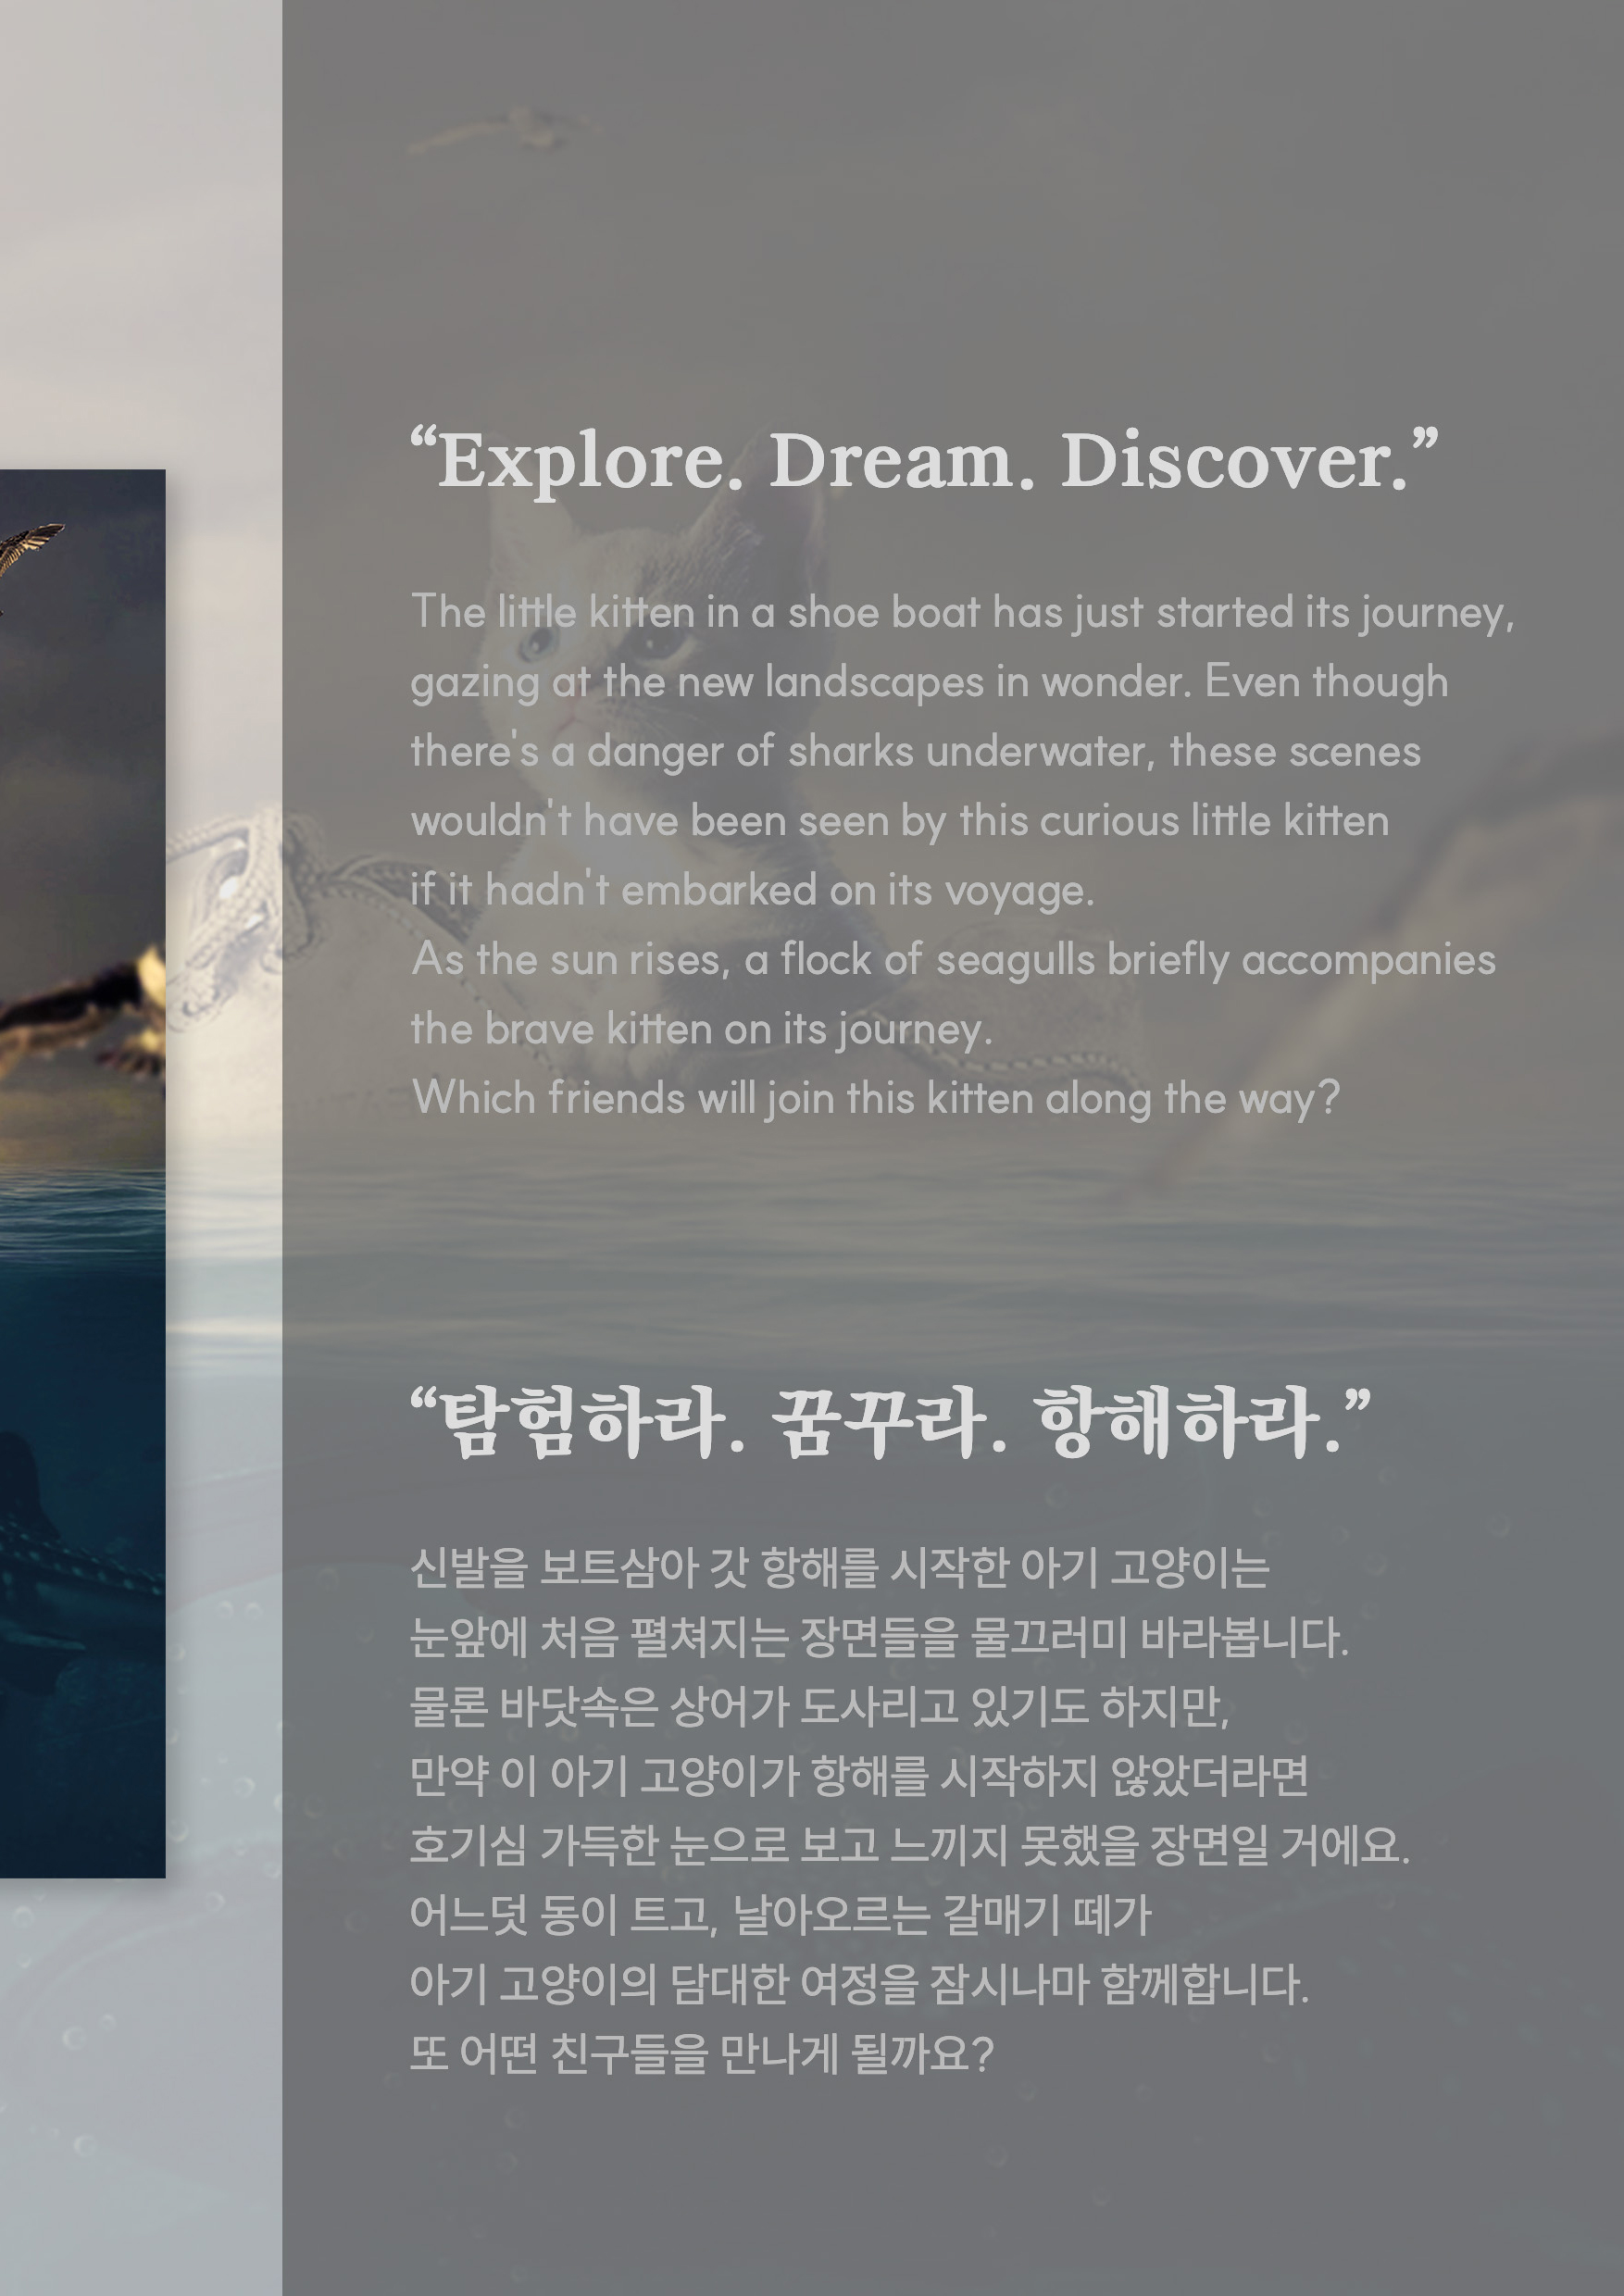 “Explore. Dream. Discover.”
The little kitten in a shoe boat has just started its journey,
gazing at the new landscapes in wonder. Even though
there's a danger of sharks underwater, these scenes
wouldn't have been seen by this curious little kitten
if it hadn't embarked on its voyage.
As the sun rises, a flock of seagulls briefly accompanies
the brave kitten on its journey.
Which friends will join this kitten along the way?
“탐험하라. 꿈꾸라. 항해하라.”
신발을 보트삼아 갓 항해를 시작한 아기 고양이는
눈앞에 처음 펼쳐지는 장면들을 물끄러미 바라봅니다.
물론 바닷속은 상어가 도사리고 있기도 하지만,
만약 이 아기 고양이가 항해를 시작하지 않았더라면
호기심 가득한 눈으로 보고 느끼지 못했을 장면일 거에요.
어느덧 동이 트고, 날아오르는 갈매기 떼가
아기 고양이의 담대한 여정을 잠시나마 함께합니다.
또 어떤 친구들을 만나게 될까요?